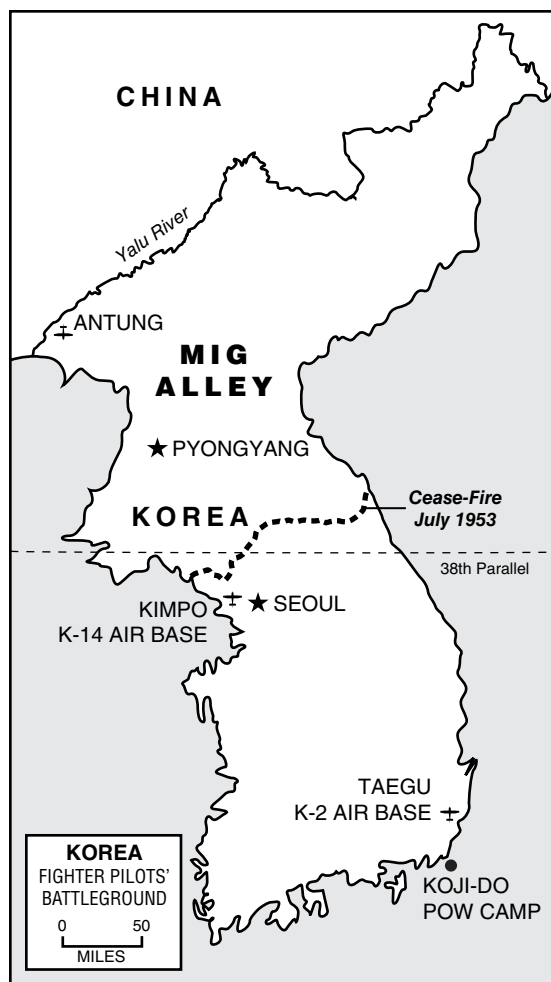 CHINA
Yalu River
ANTUNG
MIG
ALLEY
PYONGYANG
Cease-Fire
July 1953
KOREA
38th Parallel
KIMPO
K-14 AIR BASE
SEOUL
TAEGU
K-2 AIR BASE
KOJI-DO
POW CAMP
KOREA
FIGHTER PILOTS'
BATTLEGROUND
0 50
MILES